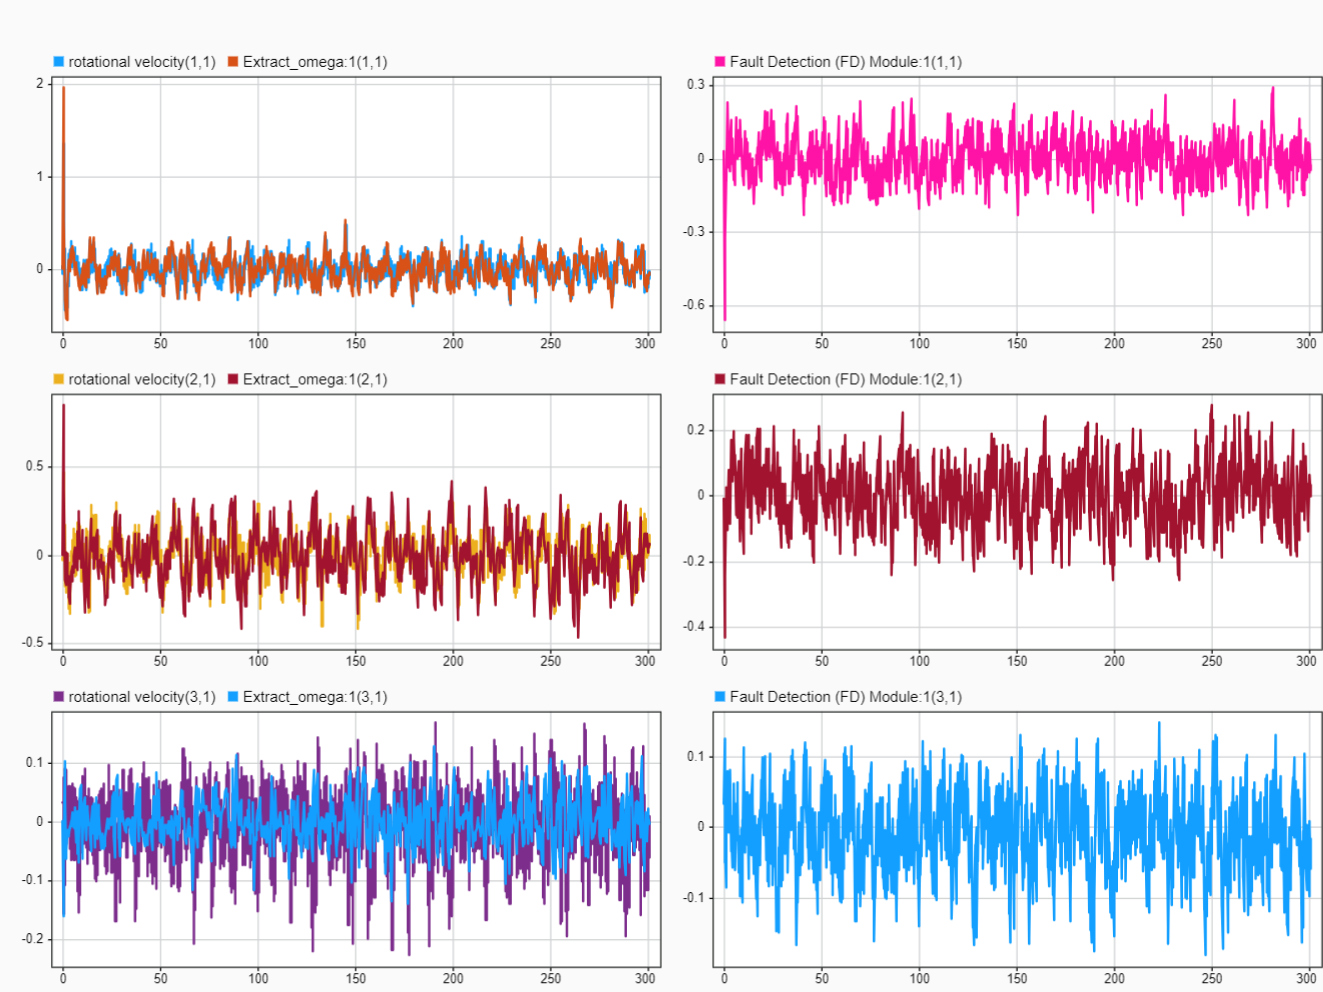 rotational velocity(1,1) Extract_omega:1(1,1)
2
1
0
0 50 100 150 200 250 300
Fault Detection (FD) Module:1(1,1)
0.3
0
-0.3
-0.6
0 50 100 150 200 250 300
rotational velocity(2,1) Extract_omega:1(2,1)
0.5
0
-0.5
0 50 100 150 200 250 300
Fault Detection (FD) Module:1(2,1)
0.2
0
-0.2
-0.4
0 50 100 150 200 250 300
rotational velocity(3,1) Extract_omega:1(3,1)
0.1
0
-0.1
-0.2
0 50 100 150 200 250 300
Fault Detection (FD) Module:1(3,1)
0.1
0
-0.1
0 50 100 150 200 250 300